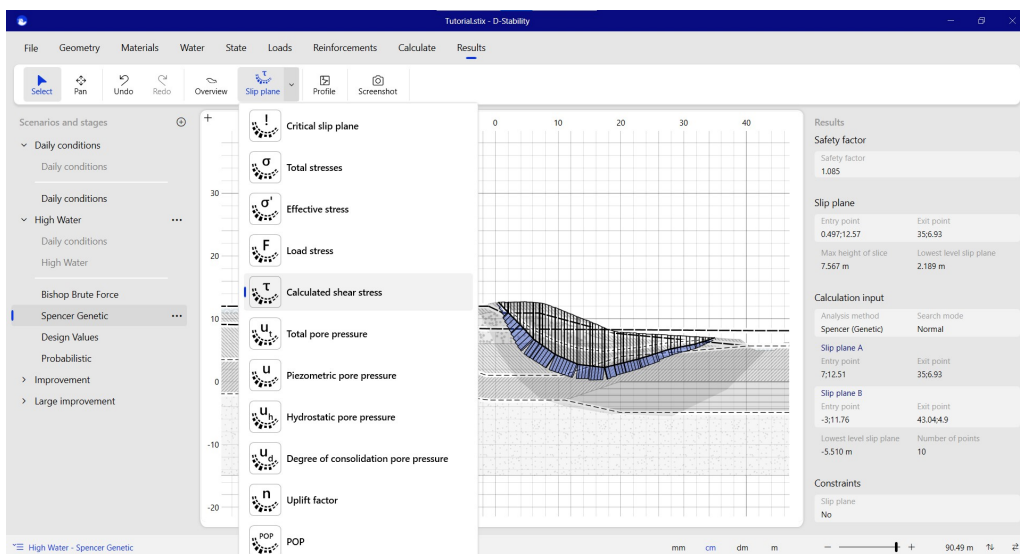 Tutorial.stix - D-Stability
File Geometry Materials Water State Loads Reinforcements Calculate Results
Select Pan Undo Redo Overview τ Slip plane Profile Screenshot
Scenarios and stages
Daily conditions
Daily conditions
Daily conditions
High Water
Daily conditions
High Water
Bishop Brute Force
Spencer Genetic
Design Values
Probabilistic
Improvement
Large improvement
! Critical slip plane
σ Total stresses
σ' Effective stress
F Load stress
τ Calculated shear stress
ut Total pore pressure
u Piezometric pore pressure
uh Hydrostatic pore pressure
ud Degree of consolidation pore pressure
n Uplift factor
POP POP
0 10 20 30 40
30
20
10
0
-10
-20
Results
Safety factor
Safety factor
1.085
Slip plane
Entry point Exit point
0.497;12.57 35;6.93
Max height of slice Lowest level slip plane
7.567 m 2.189 m
Calculation input
Analysis method Search mode
Spencer (Genetic) Normal
Slip plane A
Entry point Exit point
7;12.51 35;6.93
Slip plane B
Entry point Exit point
-3;11.76 43.04;4.9
Lowest level slip plane Number of points
-5.510 m 10
Constraints
Slip plane
No
High Water - Spencer Genetic mm cm dm m 90.49 m